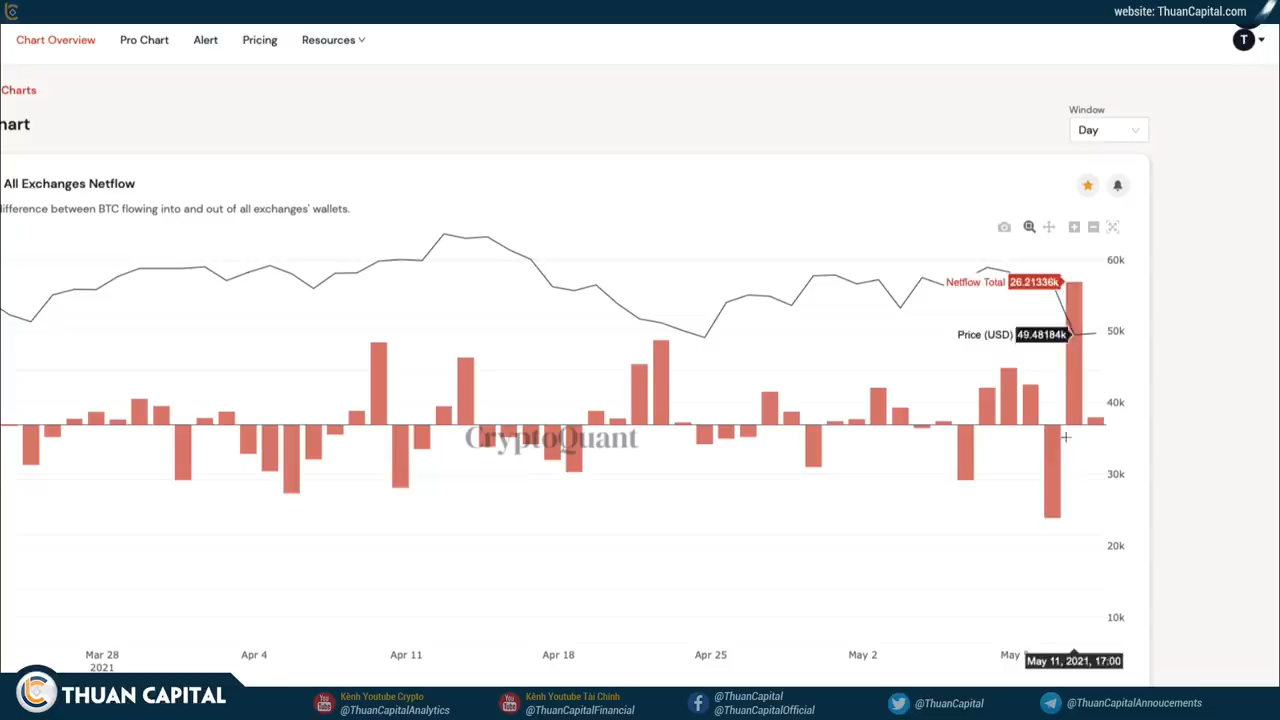 website: ThuanCapital.com
Chart Overview
Pro Chart
Alert
Pricing
Resources
T
Charts
hart
Window
Day
All Exchanges Netflow
ifference between BTC flowing into and out of all exchanges' wallets.
60k
Netflow Total 26.21336k
50k
Price (USD) 49.48184k
40k
CryptoQuant
30k
20k
10k
Mar 28
2021
Apr 4
Apr 11
Apr 18
Apr 25
May 2
May
May 11, 2021, 17:00
THUAN CAPITAL
Kênh Youtube Crypto
@ThuanCapitalAnalytics
Kênh Youtube Tài Chính
@ThuanCapitalFinancial
@ThuanCapital
@ThuanCapitalOfficial
@ThuanCapital
@ThuanCapitalAnnoucements